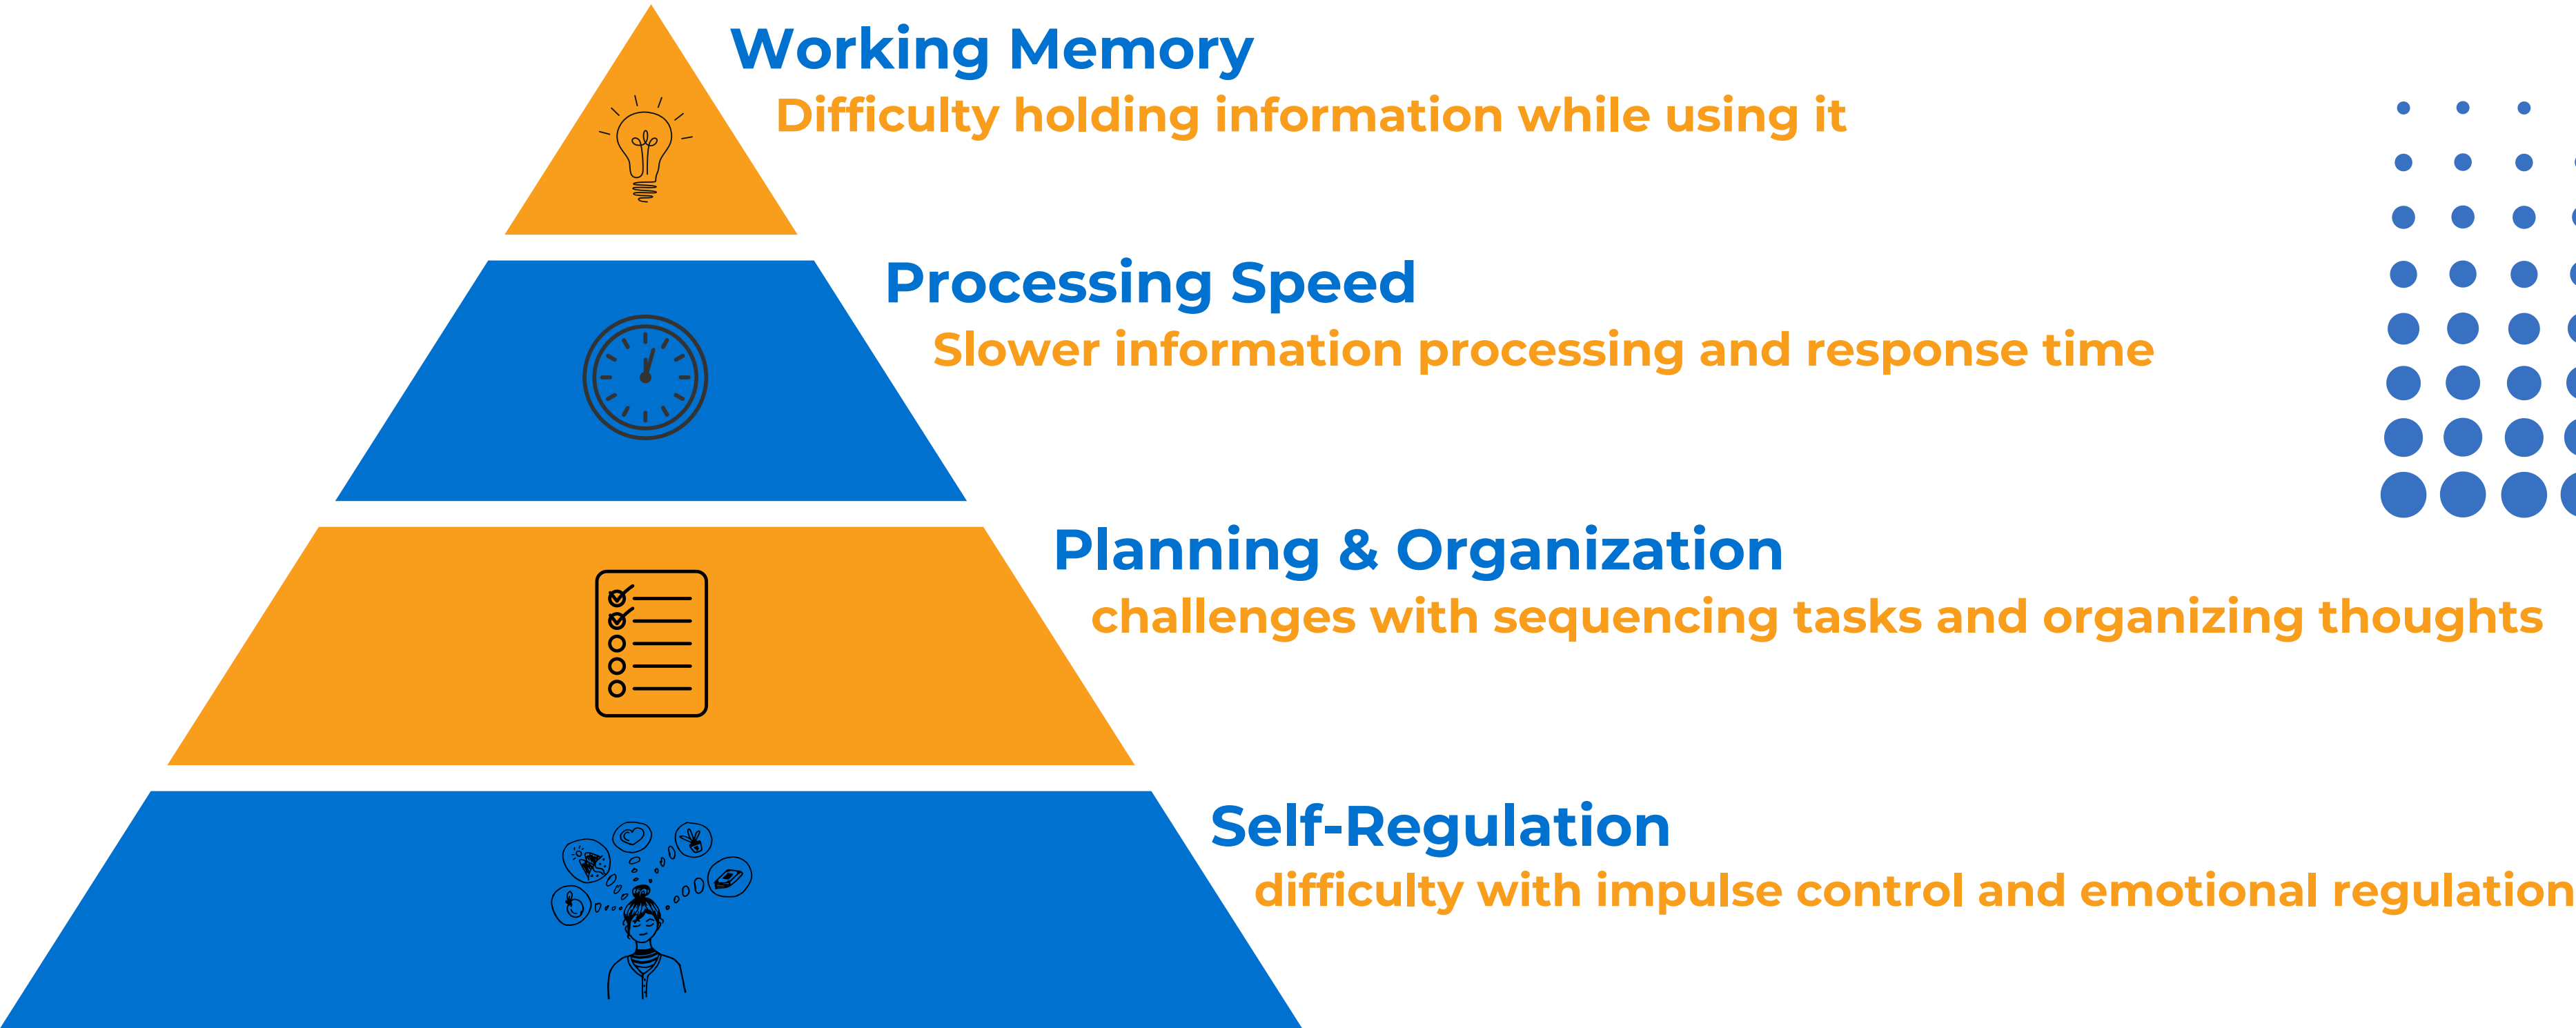 Working Memory
Difficulty holding information while using it
Processing Speed
Slower information processing and response time
Planning & Organization
challenges with sequencing tasks and organizing thoughts
Self-Regulation
difficulty with impulse control and emotional regulation